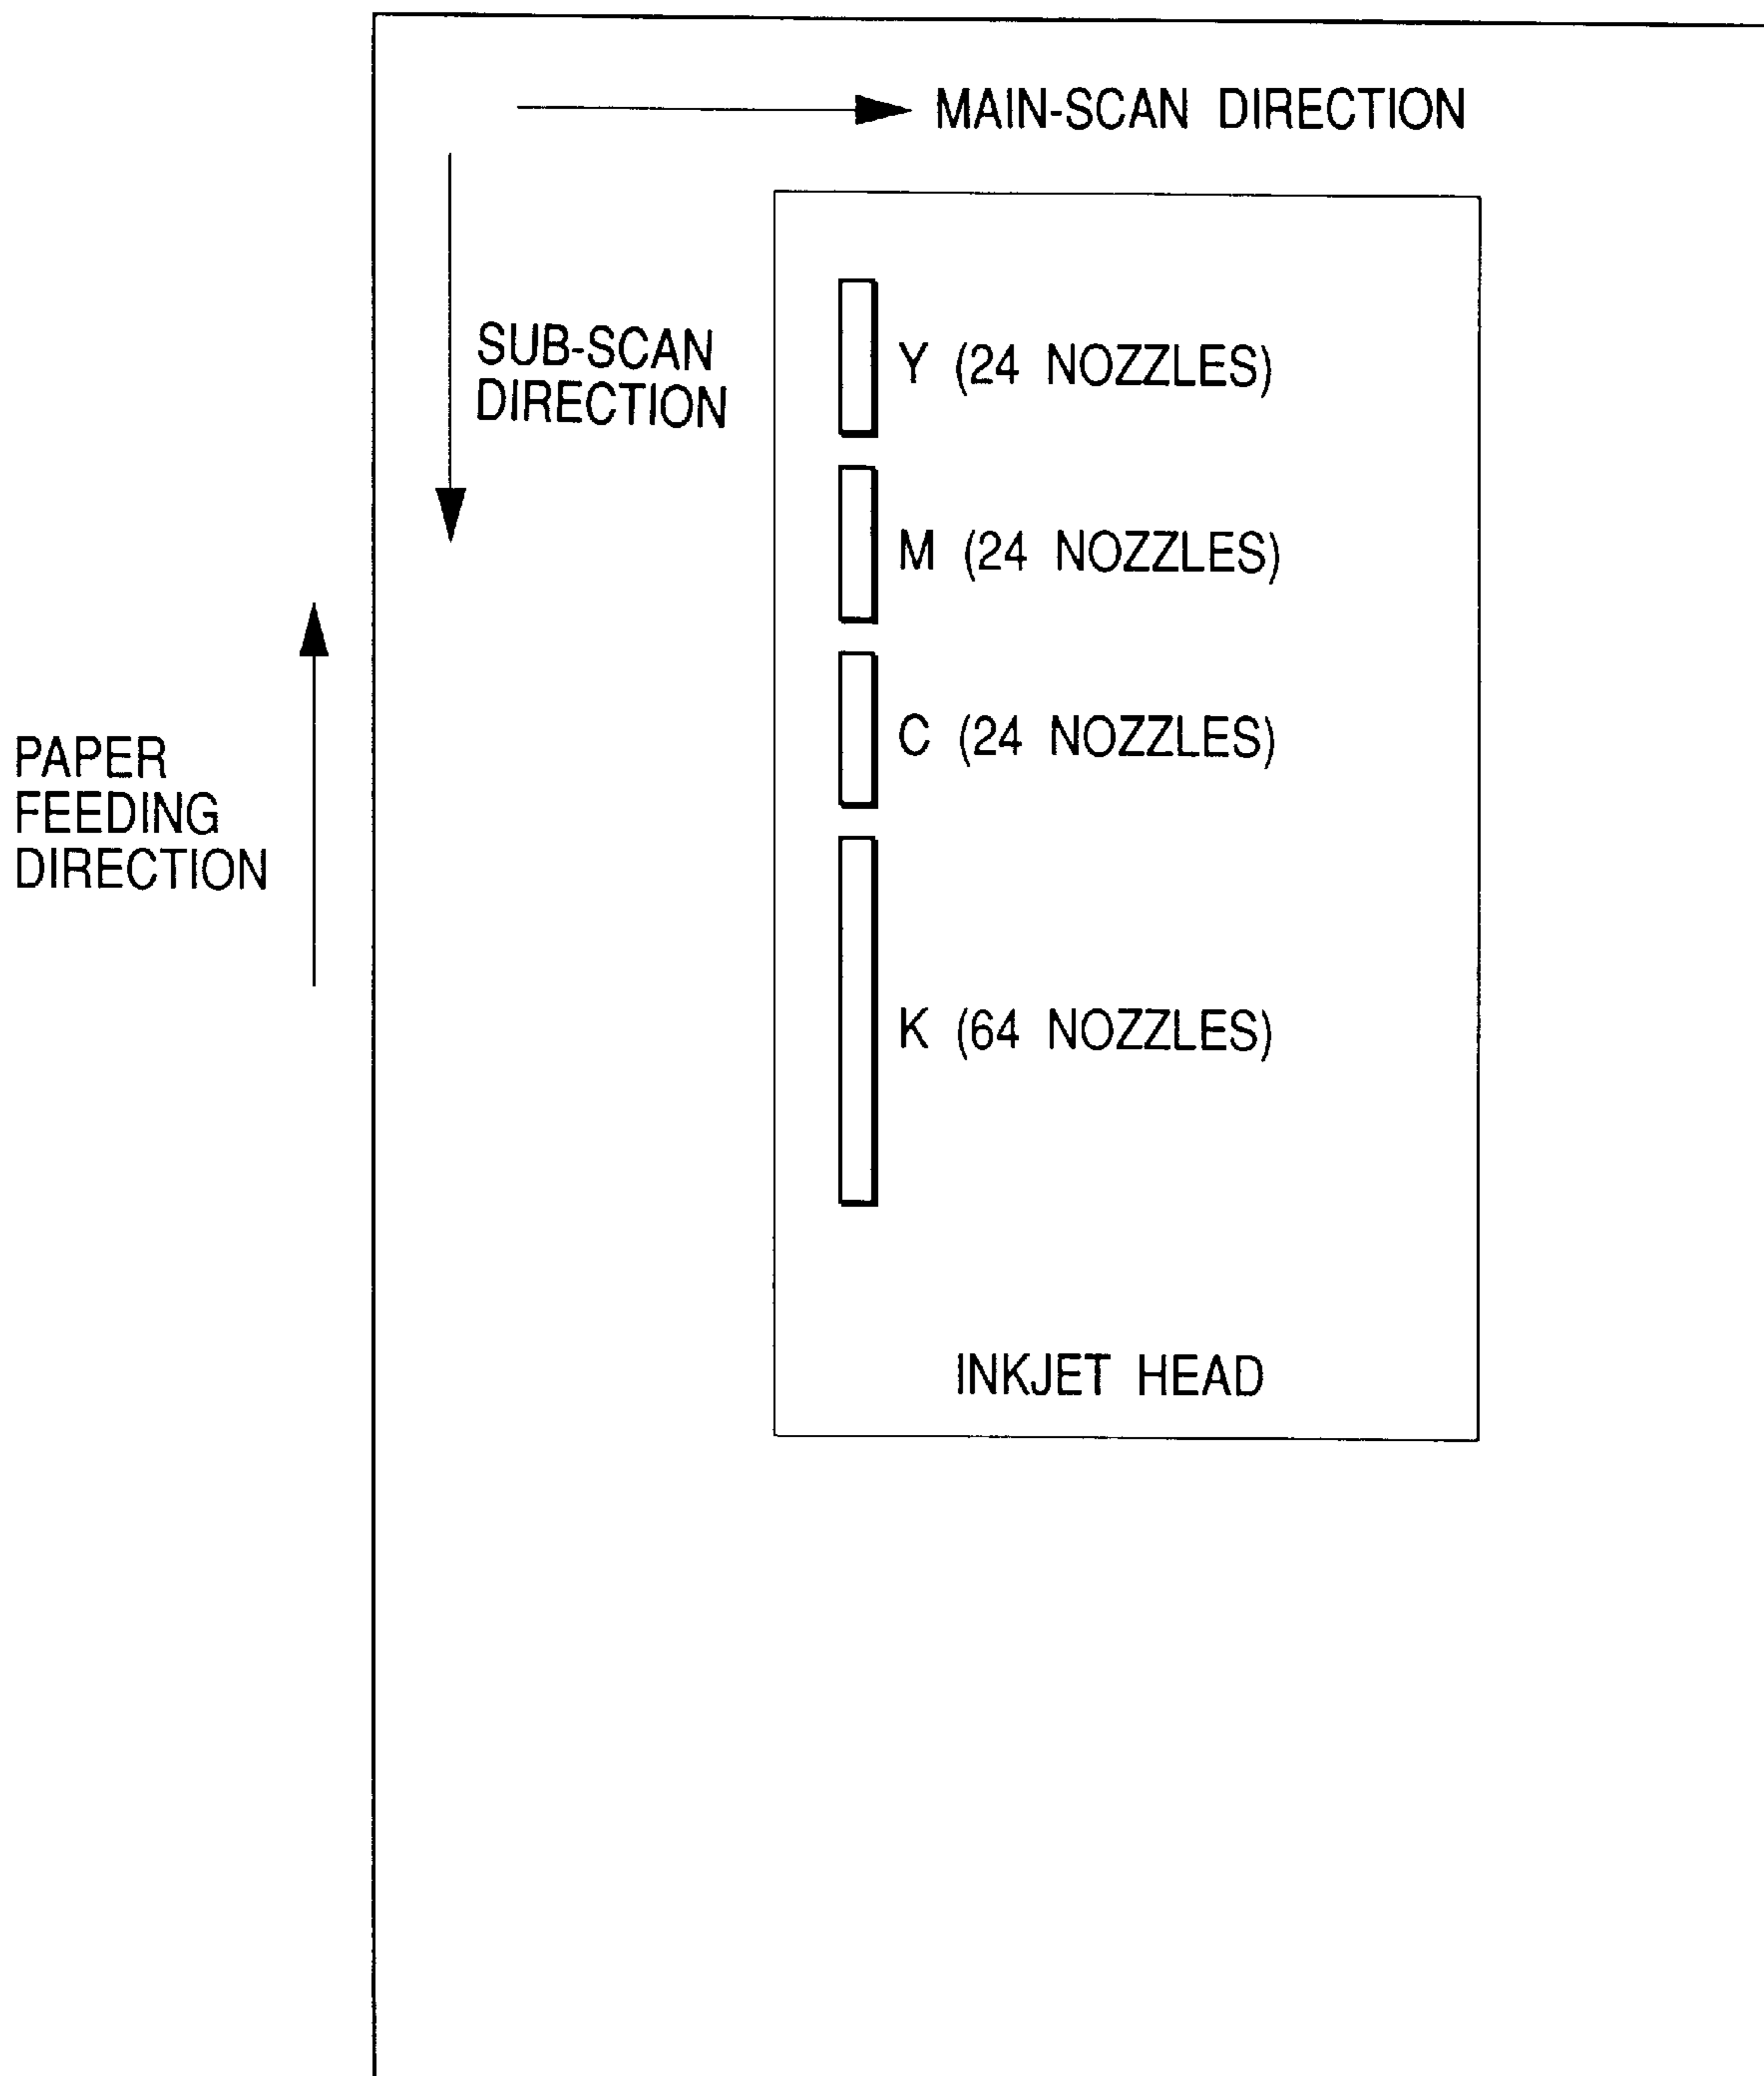 MAIN-SCAN DIRECTION
SUB-SCAN
DIRECTION
Y (24 NOZZLES)
M (24 NOZZLES)
C (24 NOZZLES)
PAPER
FEEDING
DIRECTION
K (64 NOZZLES)
INKJET HEAD